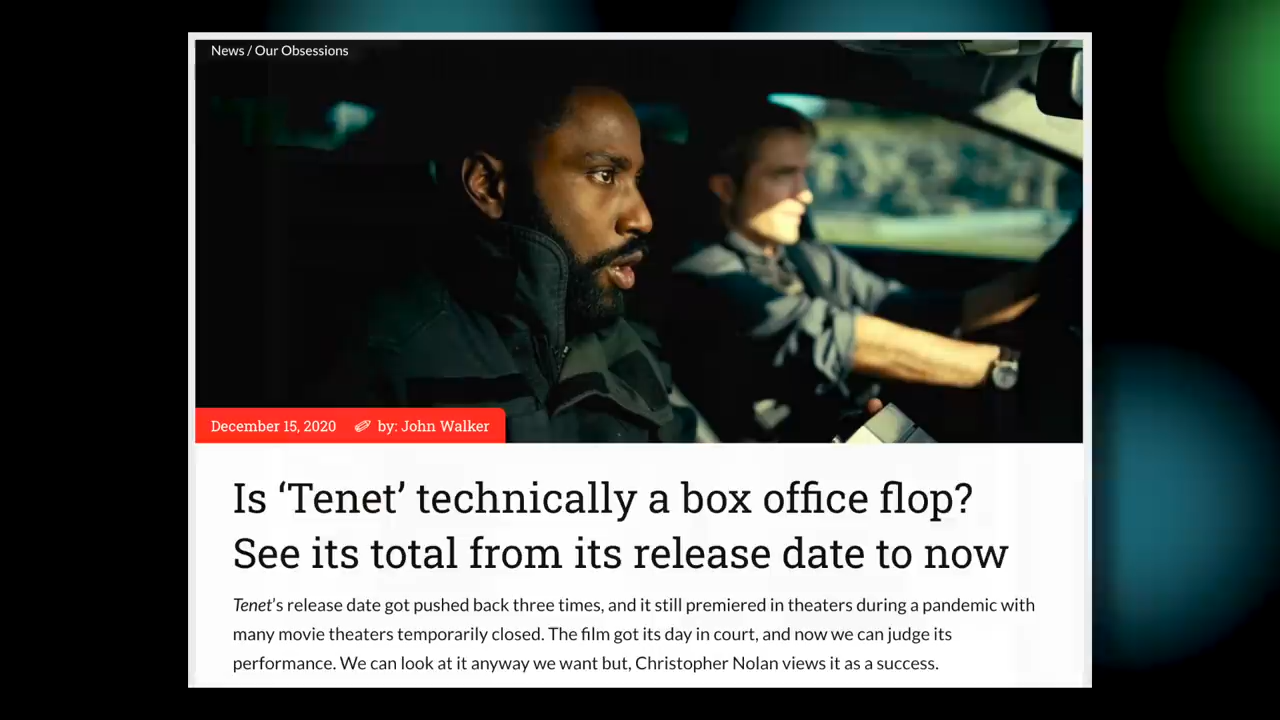 News / Our Obsessions
December 15, 2020 by: John Walker
Is ‘Tenet’ technically a box office flop?
See its total from its release date to now
Tenet’s release date got pushed back three times, and it still premiered in theaters during a pandemic with
many movie theaters temporarily closed. The film got its day in court, and now we can judge its
performance. We can look at it anyway we want but, Christopher Nolan views it as a success.